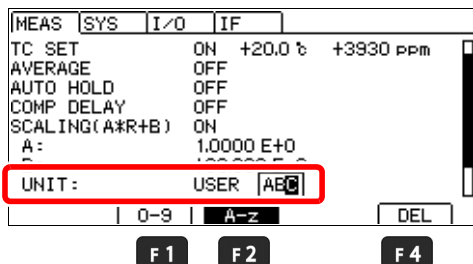 MEAS SYS I/O IF
TC SET ON +20.0 ℃ +3930 ppm
AVERAGE OFF
AUTO HOLD OFF
COMP DELAY OFF
SCALING(A*R+B) ON
A: 1.0000 E+0
UNIT: USER ABC
0-9 A-z DEL
F1 F2 F4